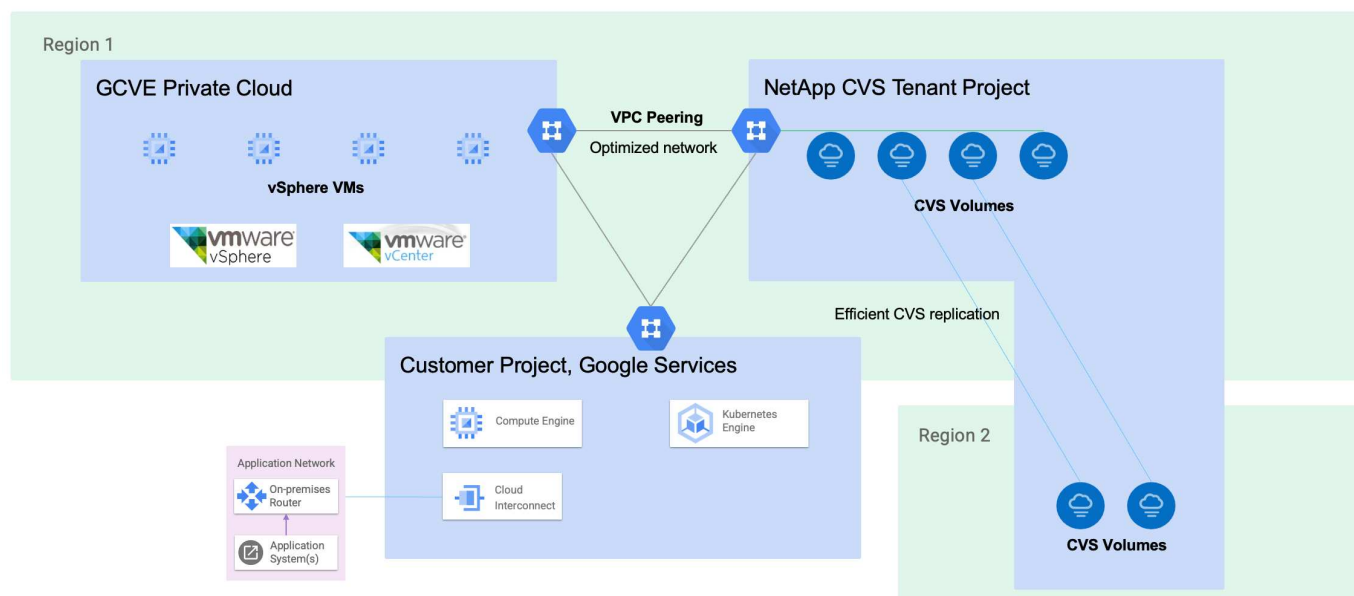 Region 1
GCVE Private Cloud
NetApp CVS Tenant Project
VPC Peering
Optimized network
vSphere VMs
CVS Volumes
vmware®
vSphere
vmware®
vCenter
Efficient CVS replication
Customer Project, Google Services
Compute Engine
Kubernetes
Engine
Region 2
Application Network
On-premises
Router
Cloud
Interconnect
Application
System(s)
CVS Volumes